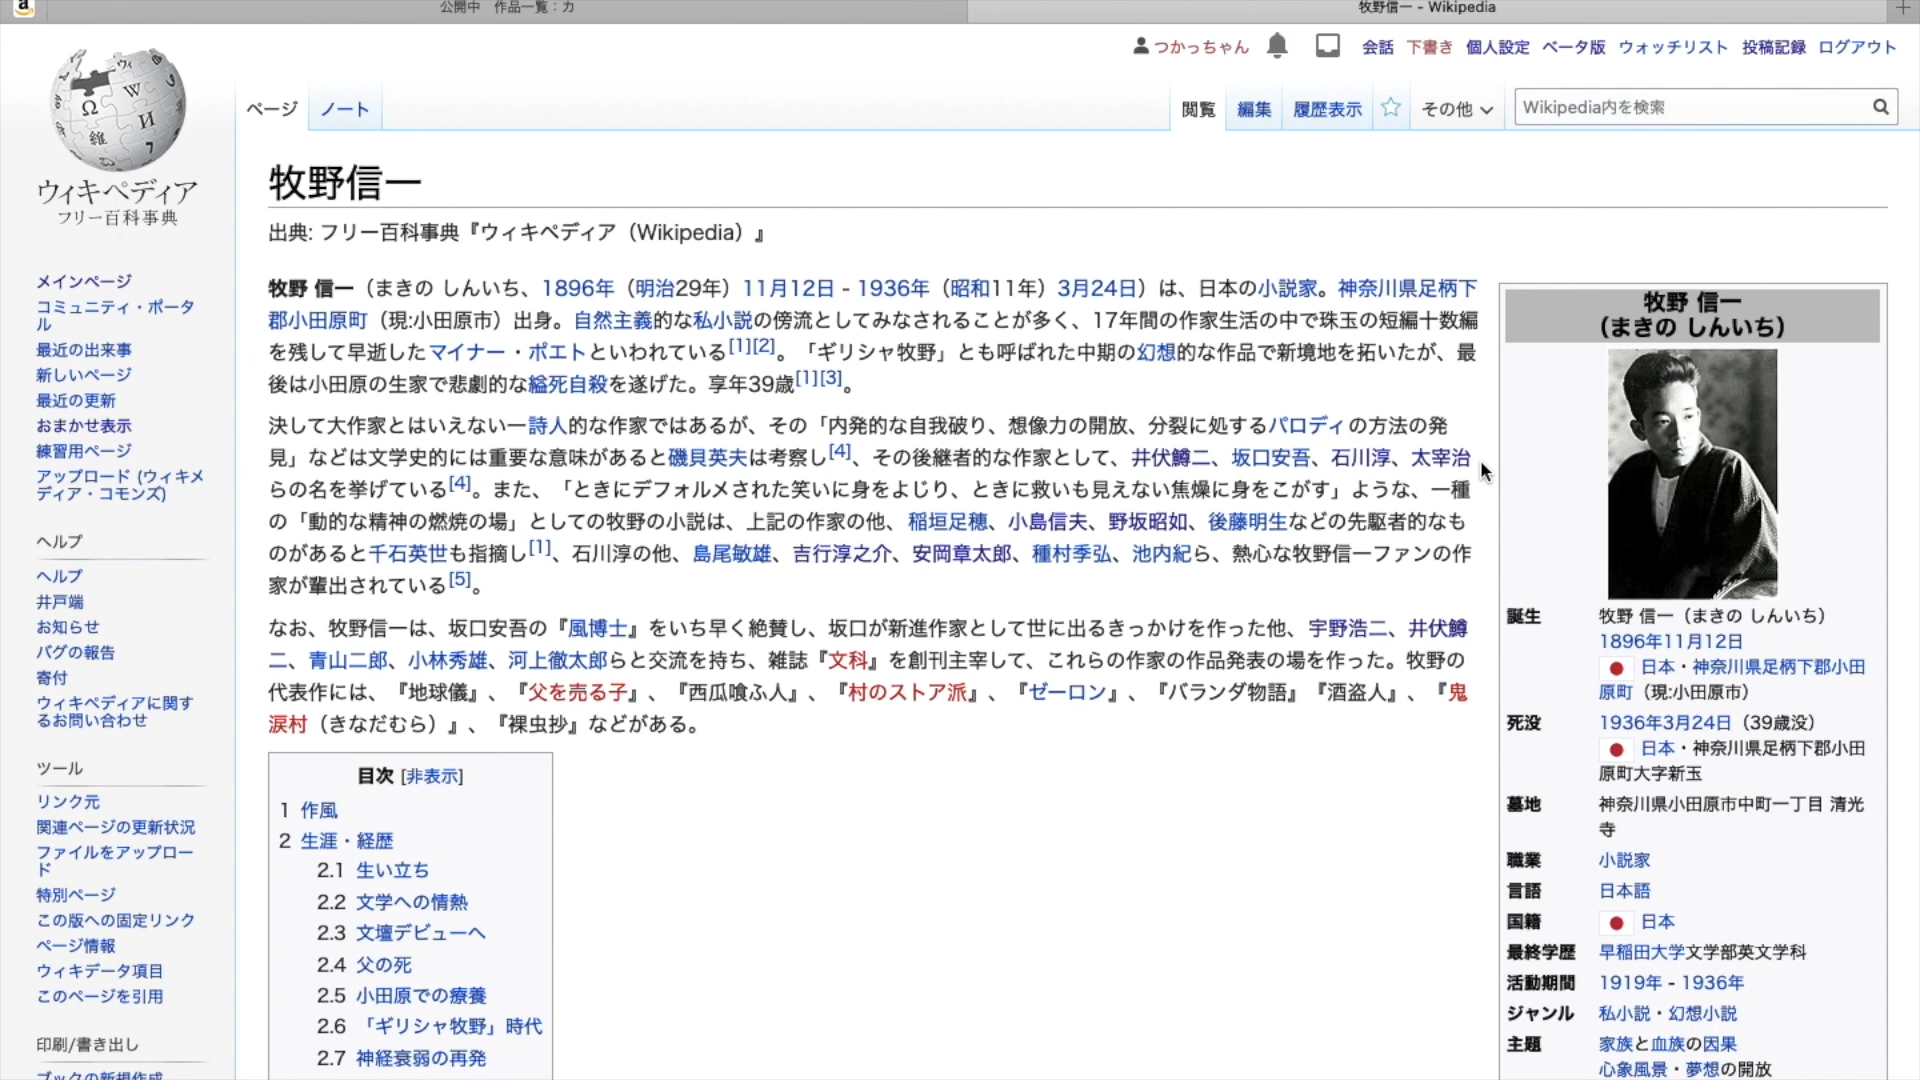 公開中 作品一覧：カ
牧野信一 - Wikipedia
つかっちゃん 会話 下書き 個人設定 ベータ版 ウォッチリスト 投稿記録 ログアウト
ページ ノート 閲覧 編集 履歴表示 その他 Wikipedia内を検索
ウィキペディア
フリー百科事典
メインページ
コミュニティ・ポータ
ル
最近の出来事
新しいページ
最近の更新
おまかせ表示
練習用ページ
アップロード (ウィキメ
ディア・コモンズ)
ヘルプ
ヘルプ
井戸端
お知らせ
バグの報告
寄付
ウィキペディアに関す
るお問い合わせ
ツール
リンク元
関連ページの更新状況
ファイルをアップロー
ド
特別ページ
この版への固定リンク
ページ情報
ウィキデータ項目
このページを引用
印刷/書き出し
ブックの新規作成
牧野信一
出典: フリー百科事典『ウィキペディア（Wikipedia）』
牧野 信一（まきの しんいち、1896年（明治29年）11月12日 - 1936年（昭和11年）3月24日）は、日本の小説家。神奈川県足柄下
郡小田原町（現:小田原市）出身。自然主義的な私小説の傍流としてみなされることが多く、17年間の作家生活の中で珠玉の短編十数編
を残して早逝したマイナー・ポエトといわれている[1][2]。「ギリシャ牧野」とも呼ばれた中期の幻想的な作品で新境地を拓いたが、最
後は小田原の生家で悲劇的な縊死自殺を遂げた。享年39歳[1][3]。
決して大作家とはいえない一詩人的な作家ではあるが、その「内発的な自我破り、想像力の開放、分裂に処するパロディの方法の発
見」などは文学史的には重要な意味があると磯貝英夫は考察し[4]、その後継者的な作家として、井伏鱒二、坂口安吾、石川淳、太宰治
らの名を挙げている[4]。また、「ときにデフォルメされた笑いに身をよじり、ときに救いも見えない焦燥に身をこがす」ような、一種
の「動的な精神の燃焼の場」としての牧野の小説は、上記の作家の他、稲垣足穂、小島信夫、野坂昭如、後藤明生などの先駆者的なも
のがあると千石英世も指摘し[1]、石川淳の他、島尾敏雄、吉行淳之介、安岡章太郎、種村季弘、池内紀ら、熱心な牧野信一ファンの作
家が輩出されている[5]。
なお、牧野信一は、坂口安吾の『風博士』をいち早く絶賛し、坂口が新進作家として世に出るきっかけを作った他、宇野浩二、井伏鱒
二、青山二郎、小林秀雄、河上徹太郎らと交流を持ち、雑誌『文科』を創刊主宰して、これらの作家の作品発表の場を作った。牧野の
代表作には、『地球儀』、『父を売る子』、『西瓜喰ふ人』、『村のストア派』、『ゼーロン』、『バランダ物語』『酒盗人』、『鬼
涙村（きなだむら）』、『裸虫抄』などがある。
目次 [非表示]
1 作風
2 生涯・経歴
2.1 生い立ち
2.2 文学への情熱
2.3 文壇デビューへ
2.4 父の死
2.5 小田原での療養
2.6 「ギリシャ牧野」時代
2.7 神経衰弱の再発
牧野 信一
（まきの しんいち）
誕生 牧野 信一（まきの しんいち）
1896年11月12日
日本・神奈川県足柄下郡小田
原町（現:小田原市）
死没 1936年3月24日（39歳没）
日本・神奈川県足柄下郡小田
原町大字新玉
墓地 神奈川県小田原市中町一丁目 清光
寺
職業 小説家
言語 日本語
国籍 日本
最終学歴 早稲田大学文学部英文学科
活動期間 1919年 - 1936年
ジャンル 私小説・幻想小説
主題 家族と血族の因果
心象風景・夢想の開放